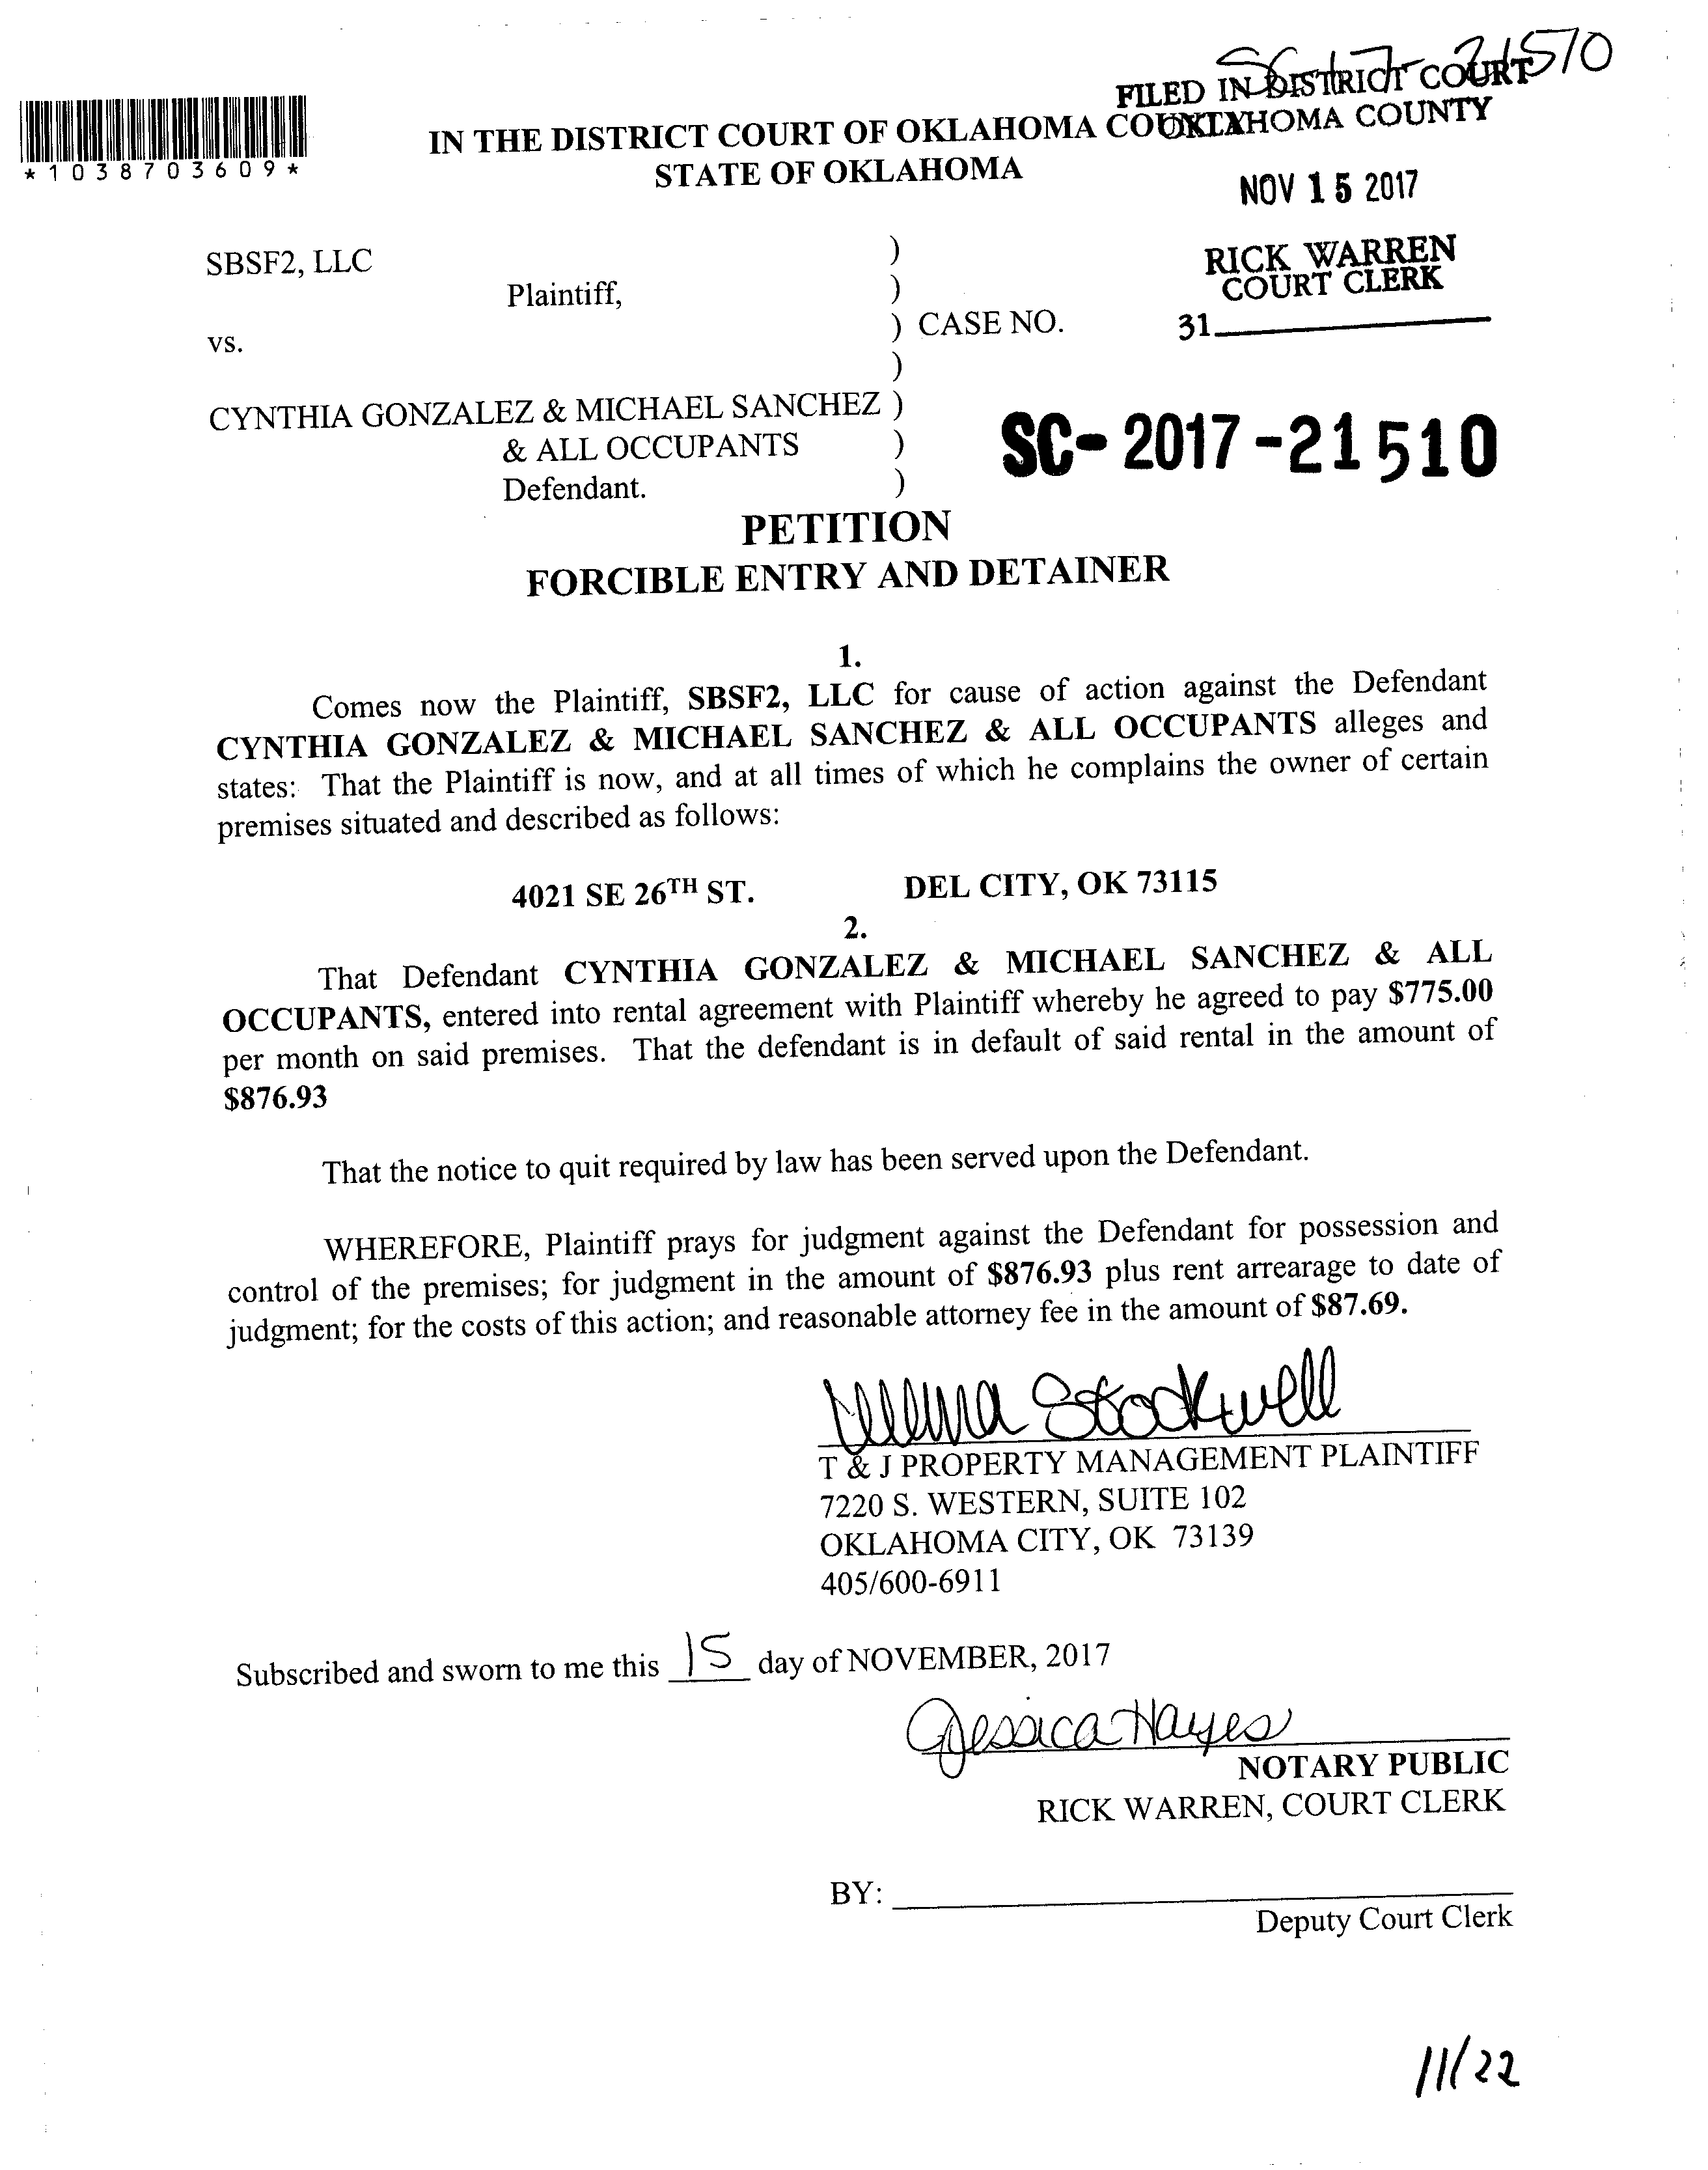 SC-17-21510
FILED IN DISTRICT COURT
OKLAHOMA COUNTY
IN THE DISTRICT COURT OF OKLAHOMA COUNTY
*1038703609*
STATE OF OKLAHOMA
NOV 15 2017
SBSF2, LLC )
RICK WARREN
COURT CLERK
Plaintiff, )
) CASE NO.
31
vs.
)
CYNTHIA GONZALEZ & MICHAEL SANCHEZ )
& ALL OCCUPANTS )
SC-2017-21510
Defendant. )
PETITION
FORCIBLE ENTRY AND DETAINER
1.
Comes now the Plaintiff, SBSF2, LLC for cause of action against the Defendant
CYNTHIA GONZALEZ & MICHAEL SANCHEZ & ALL OCCUPANTS alleges and
states: That the Plaintiff is now, and at all times of which he complains the owner of certain
premises situated and described as follows:
4021 SE 26TH ST. DEL CITY, OK 73115
2.
That Defendant CYNTHIA GONZALEZ & MICHAEL SANCHEZ & ALL
OCCUPANTS, entered into rental agreement with Plaintiff whereby he agreed to pay $775.00
per month on said premises. That the defendant is in default of said rental in the amount of
$876.93
That the notice to quit required by law has been served upon the Defendant.
WHEREFORE, Plaintiff prays for judgment against the Defendant for possession and
control of the premises; for judgment in the amount of $876.93 plus rent arrearage to date of
judgment; for the costs of this action; and reasonable attorney fee in the amount of $87.69.
Stockwell
T & J PROPERTY MANAGEMENT PLAINTIFF
7220 S. WESTERN, SUITE 102
OKLAHOMA CITY, OK 73139
405/600-6911
Subscribed and sworn to me this 15 day of NOVEMBER, 2017
Jessica Hayes
NOTARY PUBLIC
RICK WARREN, COURT CLERK
BY:
Deputy Court Clerk
11/22